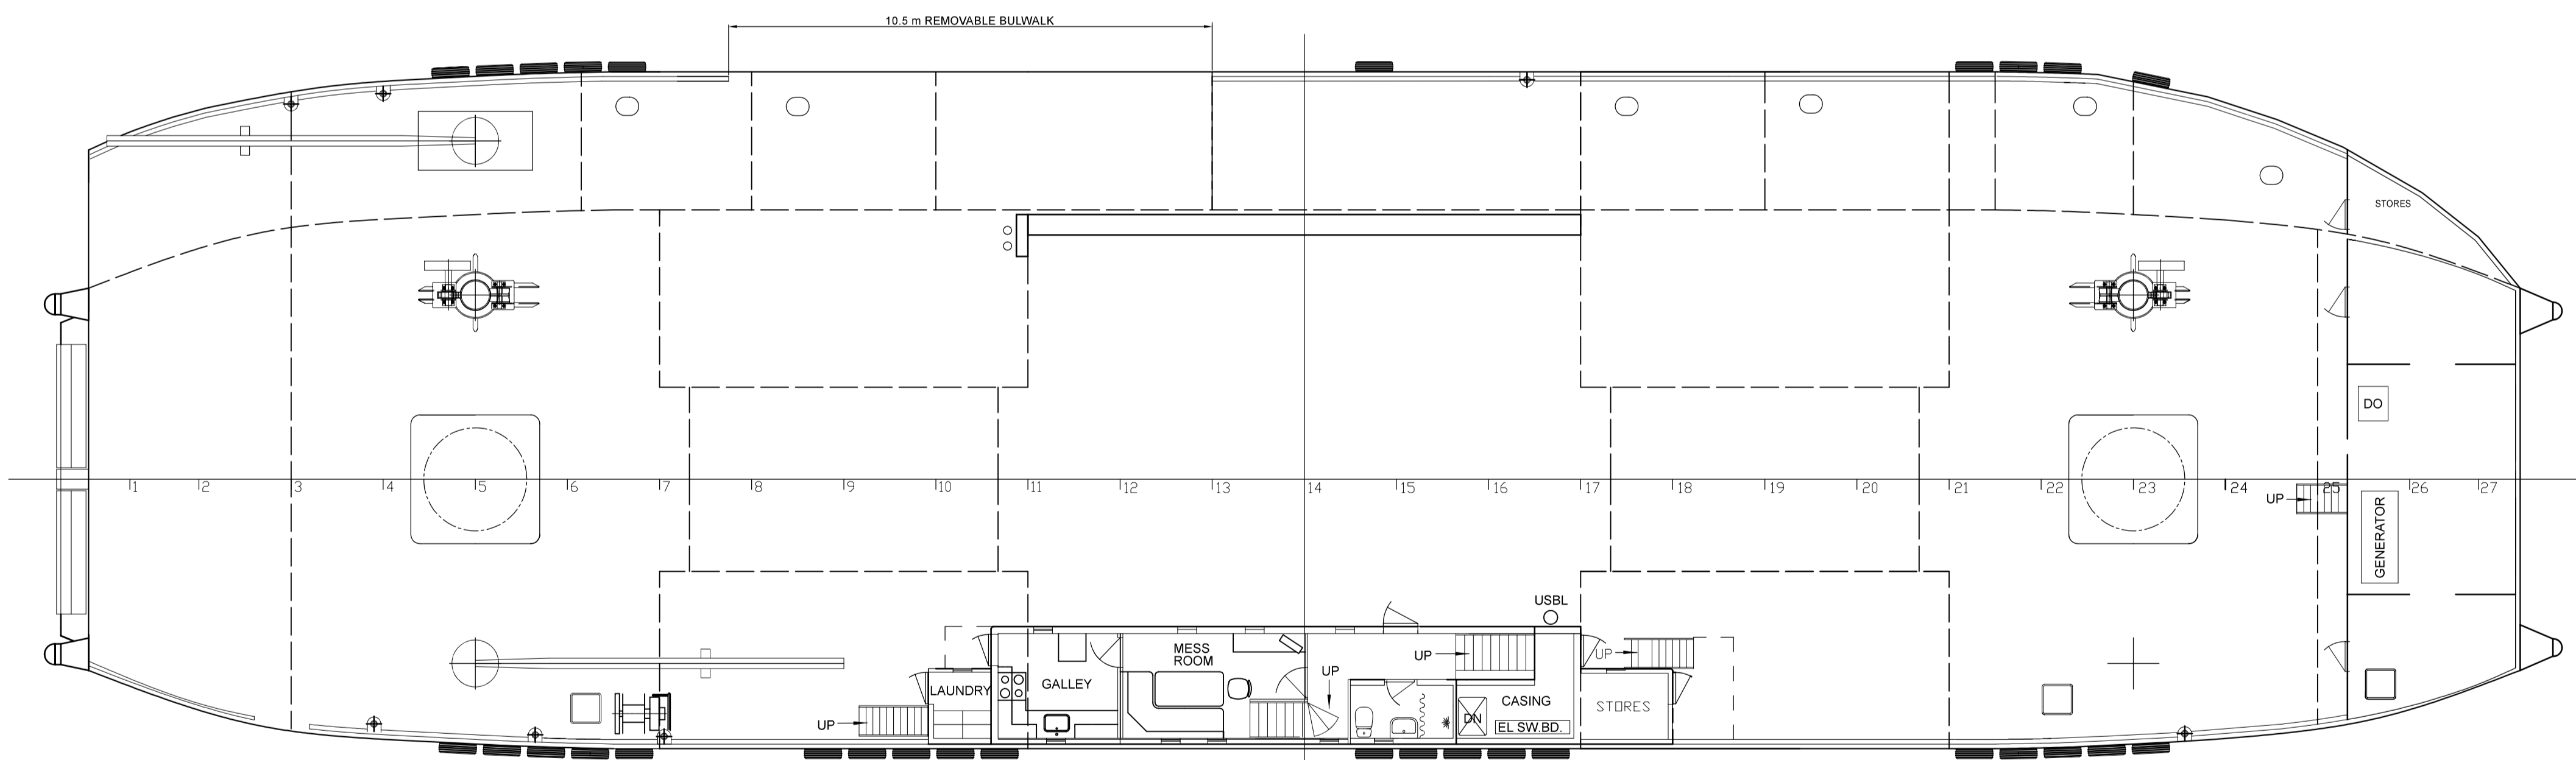 10.5 m REMOVABLE BULWALK
STORES
DO
1 2 3 4 5 6 7 8 9 10 11 12 13 14 15 16 17 18 19 20 21 22 23 24 25 26 27
UP
GENERATOR
USBL
MESS
ROOM
UP
UP
UP
LAUNDRY
GALLEY
CASING
STORES
DN
UP
EL SW.BD.